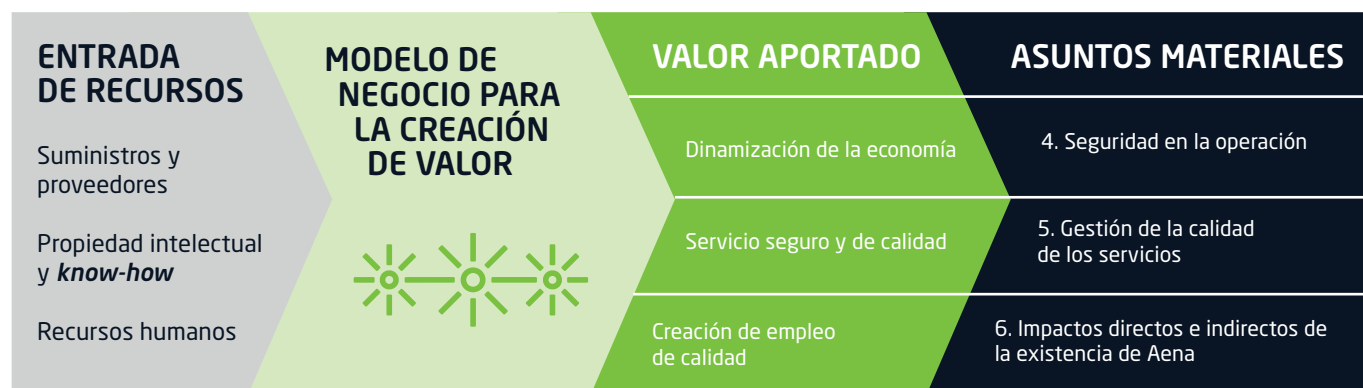 ENTRADA
DE RECURSOS
Suministros y
proveedores
Propiedad intelectual
y know-how
Recursos humanos
MODELO DE
NEGOCIO PARA
LA CREACIÓN
DE VALOR
VALOR APORTADO
Dinamización de la economía
Servicio seguro y de calidad
Creación de empleo
de calidad
ASUNTOS MATERIALES
4. Seguridad en la operación
5. Gestión de la calidad
de los servicios
6. Impactos directos e indirectos de
la existencia de Aena